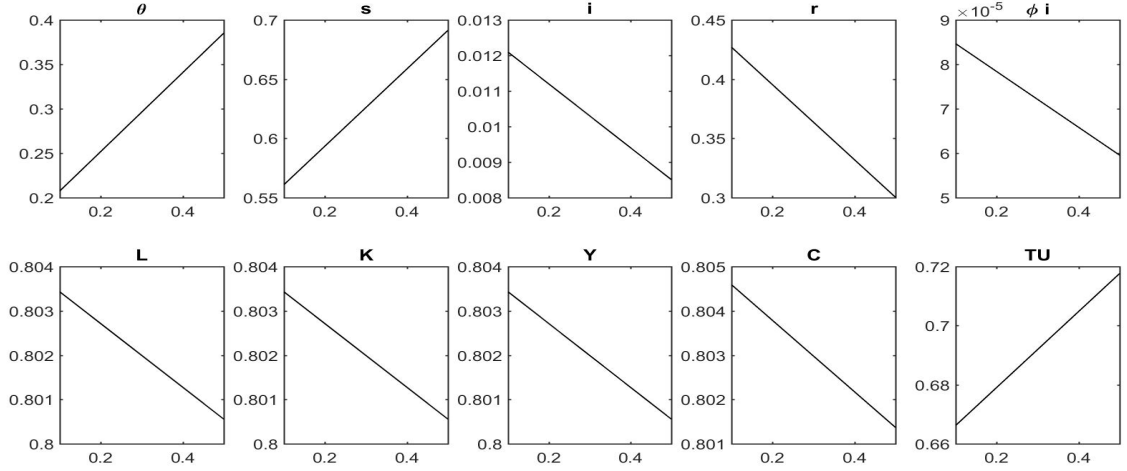 θ s i r ϕ i
×10-5
0.4 0.7 0.013 0.45 9
0.35 0.012 8
0.65 0.011 0.4
0.3 0.01 7
0.6 0.35
0.25 0.009 6
0.2 0.55 0.008 0.3 5
0.2 0.4 0.2 0.4 0.2 0.4 0.2 0.4 0.2 0.4
L K Y C TU
0.804 0.804 0.804 0.805 0.72
0.803 0.803 0.803 0.804 0.7
0.802 0.802 0.802 0.803
0.801 0.801 0.801 0.802 0.68
0.8 0.8 0.8 0.801 0.66
0.2 0.4 0.2 0.4 0.2 0.4 0.2 0.4 0.2 0.4